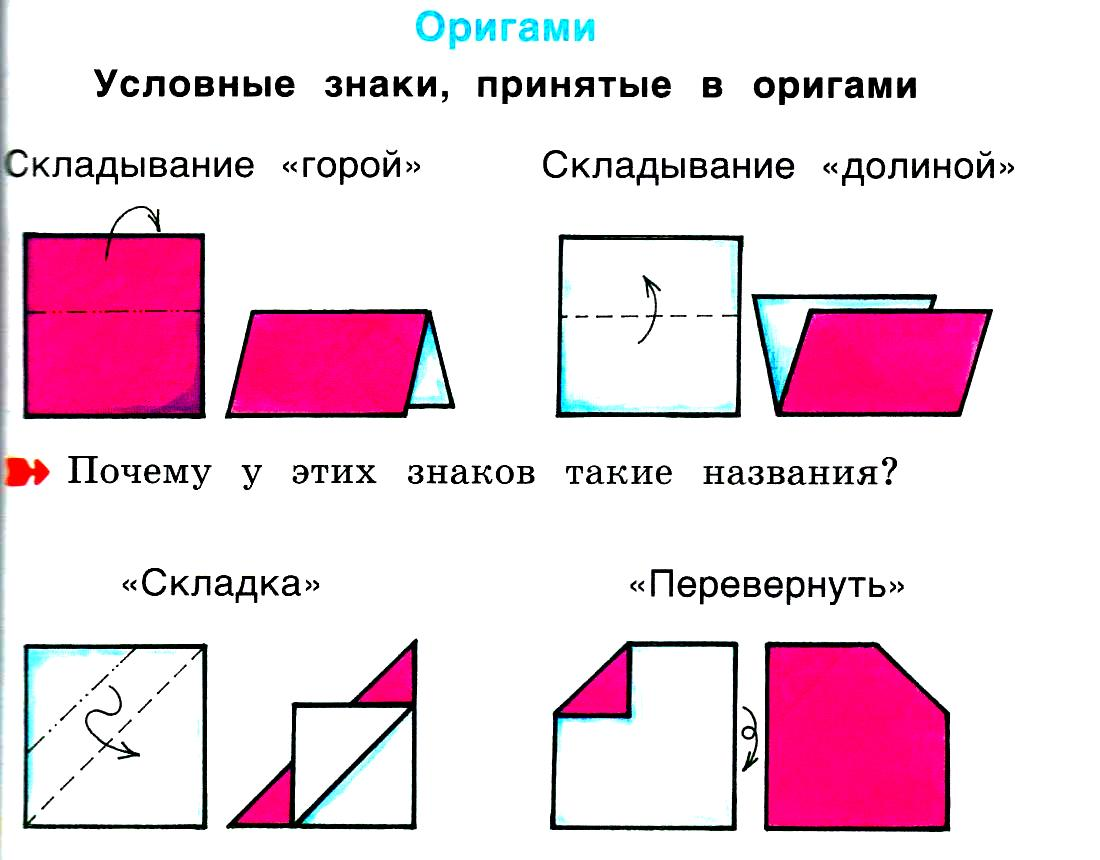 Оригами
Условные знаки, принятые в оригами
Складывание «горой»
Складывание «долиной»
Почему у этих знаков такие названия?
«Складка»
«Перевернуть»